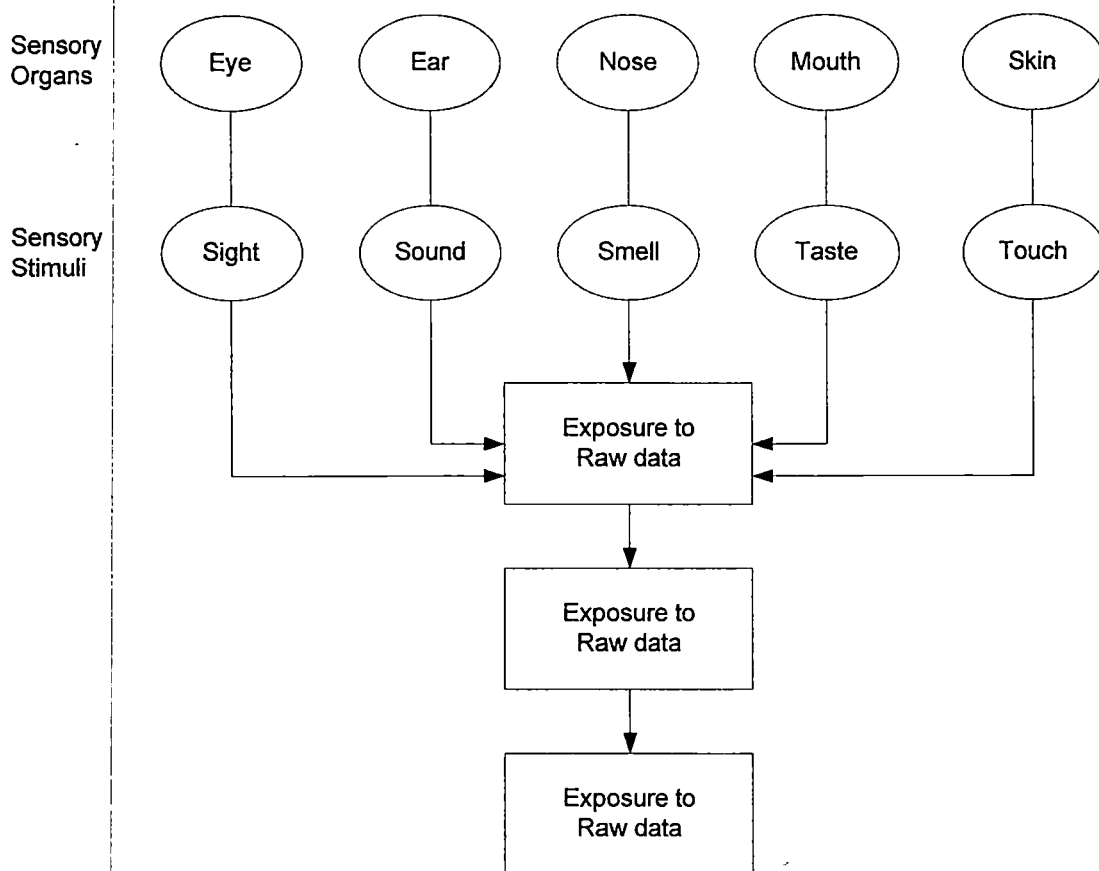 Sensory
Organs
Eye
Ear
Nose
Mouth
Skin
Sensory
Stimuli
Sight
Sound
Smell
Taste
Touch
Exposure to
Raw data
Exposure to
Raw data
Exposure to
Raw data